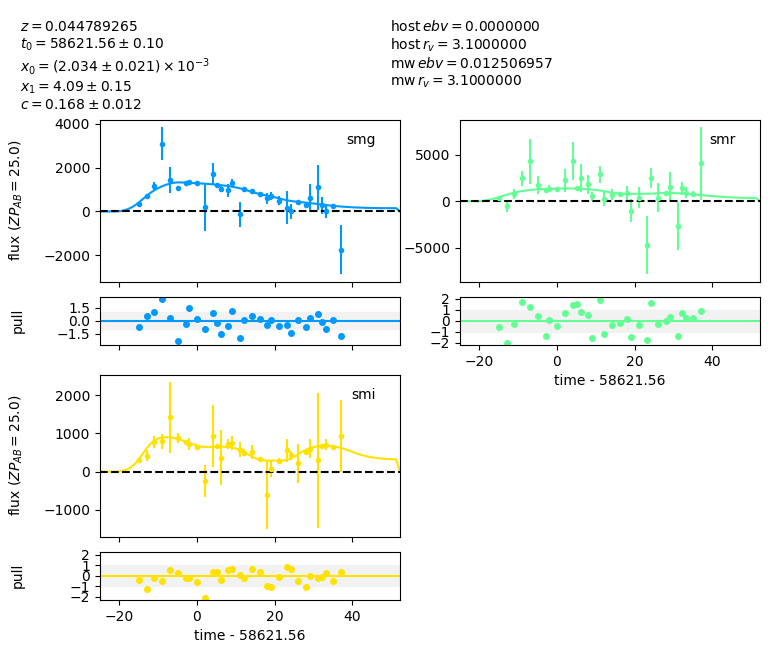 z = 0.044789265
t₀ = 58621.56 ± 0.10
x₀ = (2.034 ± 0.021) × 10⁻³
x₁ = 4.09 ± 0.15
c = 0.168 ± 0.012
host ebv = 0.0000000
host r_v = 3.1000000
mw ebv = 0.012506957
mw r_v = 3.1000000
smg
4000
2000
0
−2000
flux (ZP_AB = 25.0)
smr
5000
0
−5000
1.5
0.0
−1.5
pull
2
1
0
−1
−2
−20 0 20 40
time - 58621.56
smi
2000
1000
0
−1000
flux (ZP_AB = 25.0)
2
1
0
−1
−2
pull
−20 0 20 40
time - 58621.56